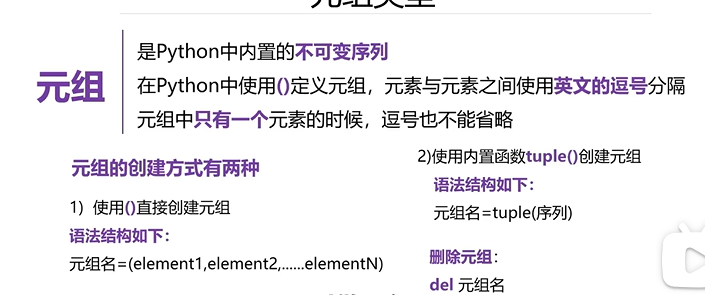 元组类型
元组
是Python中内置的不可变序列
在Python中使用()定义元组，元素与元素之间使用英文的逗号分隔
元组中只有一个元素的时候，逗号也不能省略
元组的创建方式有两种
1）使用()直接创建元组
语法结构如下：
元组名=(element1,element2,......elementN)
2)使用内置函数tuple()创建元组
语法结构如下：
元组名=tuple(序列)
删除元组：
del 元组名